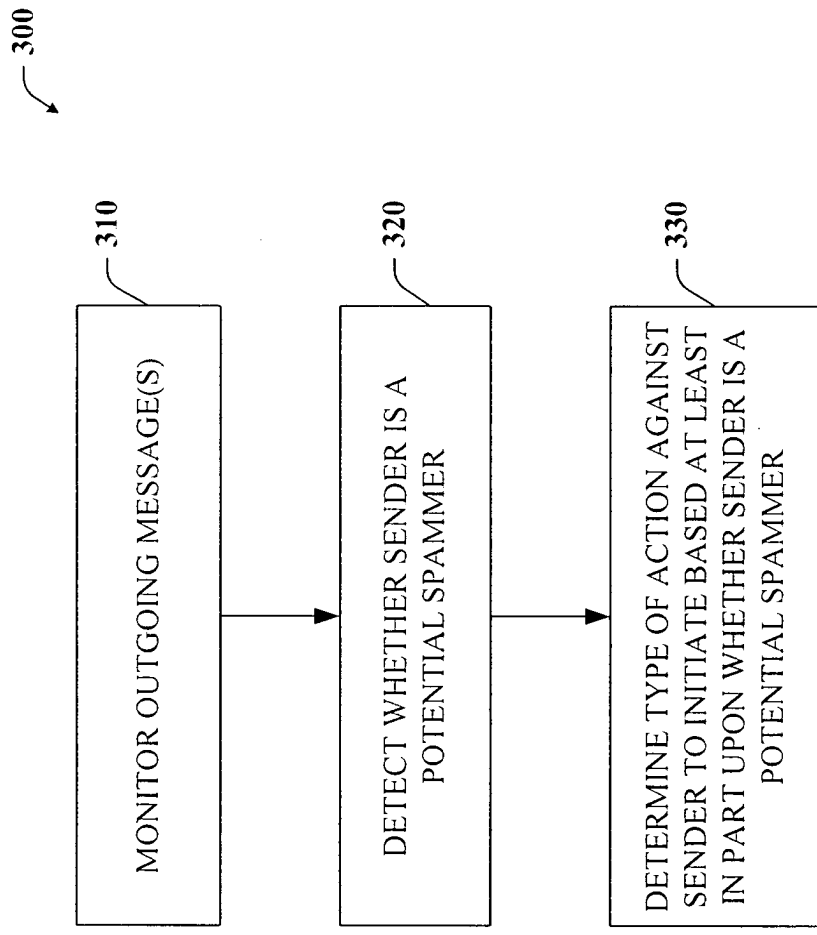 300
310
MONITOR OUTGOING MESSAGE(S)
320
DETECT WHETHER SENDER IS A
POTENTIAL SPAMMER
330
DETERMINE TYPE OF ACTION AGAINST
SENDER TO INITIATE BASED AT LEAST
IN PART UPON WHETHER SENDER IS A
POTENTIAL SPAMMER